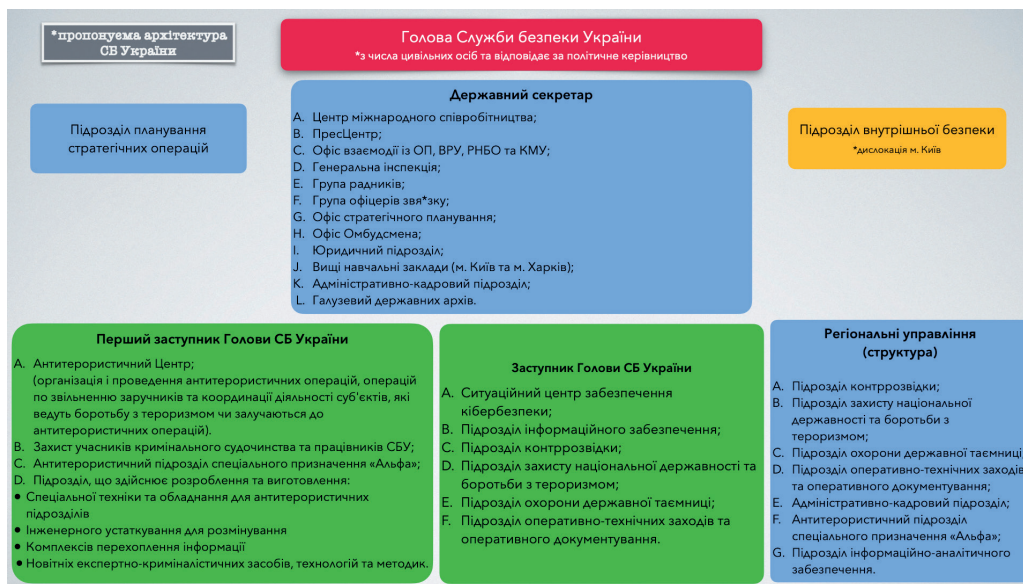 *пропонуема архітектура
СБ України
Голова Служби безпеки України
*з числа цивільних осіб та відповідає за політичне керівництво
Підрозділ планування
стратегічних операцій
Державний секретар
A. Центр міжнародного співробітництва;
B. ПресЦентр;
C. Офіс взаємодії із ОП, ВРУ, РНБО та КМУ;
D. Генеральна інспекція;
E. Група радників;
F. Група офіцерів звя*зку;
G. Офіс стратегічного планування;
H. Офіс Омбудсмена;
I. Юридичний підрозділ;
J. Вищі навчальні заклади (м. Київ та м. Харків);
K. Адміністративно-кадровий підрозділ;
L. Галузевий державних архів.
Підрозділ внутрішньої безпеки
*дислокація м. Київ
Перший заступник Голови СБ України
A. Антитерористичний Центр;
(організація і проведення антитерористичних операцій, операцій
по звільненню заручників та координації діяльності суб'єктів, які
ведуть боротьбу з тероризмом чи залучаються до
антитерористичних операцій).
B. Захист учасників кримінального судочинства та працівників СБУ;
C. Антитерористичний підрозділ спеціального призначення «Альфа»;
D. Підрозділ, що здійснює розроблення та виготовлення:
• Спеціальної техніки та обладнання для антитерористичних
підрозділів
• Інженерного устаткування для розмінування
• Комплексів перехоплення інформації
• Новітніх експертно-криміналістичних засобів, технологій та методик.
Заступник Голови СБ України
A. Ситуаційний центр забезпечення
кібербезпеки;
B. Підрозділ інформаційного забезпечення;
C. Підрозділ контррозвідки;
D. Підрозділ захисту національної державності та
боротьби з тероризмом;
E. Підрозділ охорони державної таємниці;
F. Підрозділ оперативно-технічних заходів та
оперативного документування.
Регіональні управління
(структура)
A. Підрозділ контррозвідки;
B. Підрозділ захисту національної
державності та боротьби з
тероризмом;
C. Підрозділ охорони державної таємниці;
D. Підрозділ оперативно-технічних заходів
та оперативного документування;
E. Адміністративно-кадровий підрозділ;
F. Антитерористичний підрозділ
спеціального призначення «Альфа»;
G. Підрозділ інформаційно-аналітичного
забезпечення.